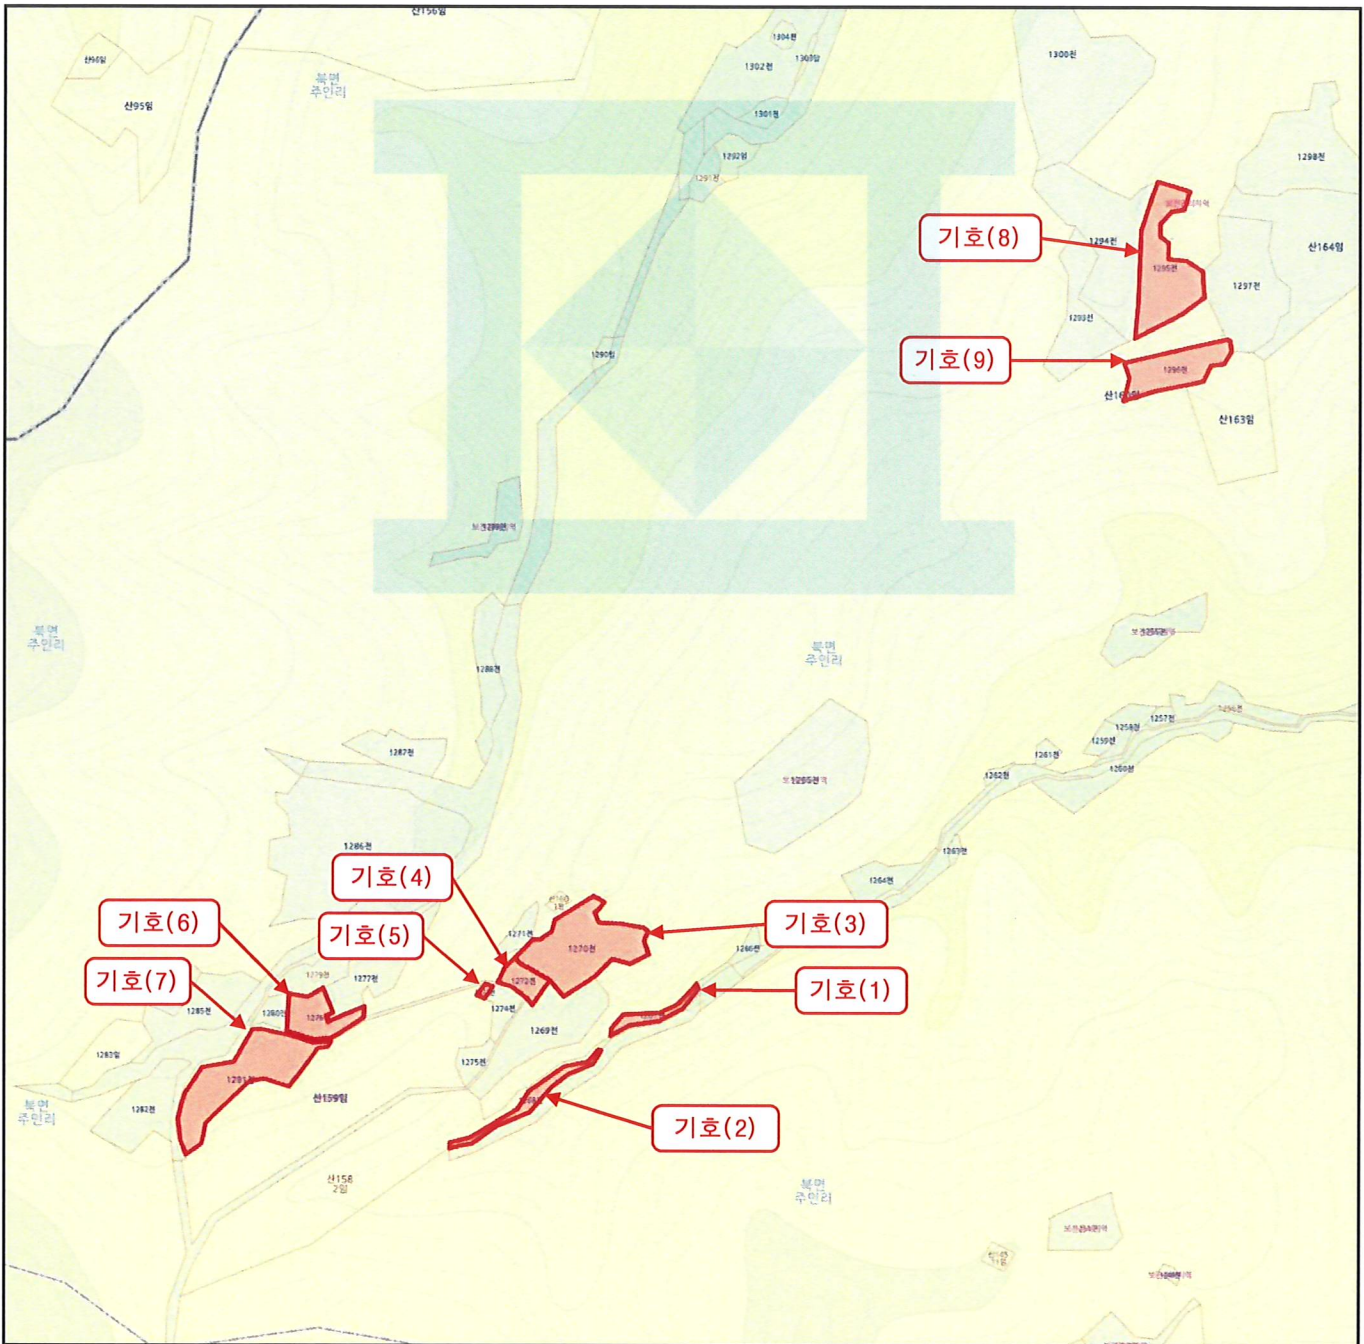 산156임
산96임
산95임
북면
주인리
1304전
1302전
1303답
1301전
1292임
1291전
1300전
1298전
기호(8)
1294전
1295전
산164임
1297전
1293전
1290임
기호(9)
1296전
산163임
북면
주인리
북면
주인리
1288전
1287전
1257전
1256전
1258전
1259전
1261전
1260전
1262전
1286전
1263전
1264전
기호(4)
기호(6)
기호(5)
기호(3)
1271전
1270전
1266전
기호(7)
1279전
1277전
1272전
기호(1)
1285전
1280전
1274전
1269전
1283임
1275전
1281전
산159임
1282전
북면
주인리
기호(2)
산158
2임
북면
주인리